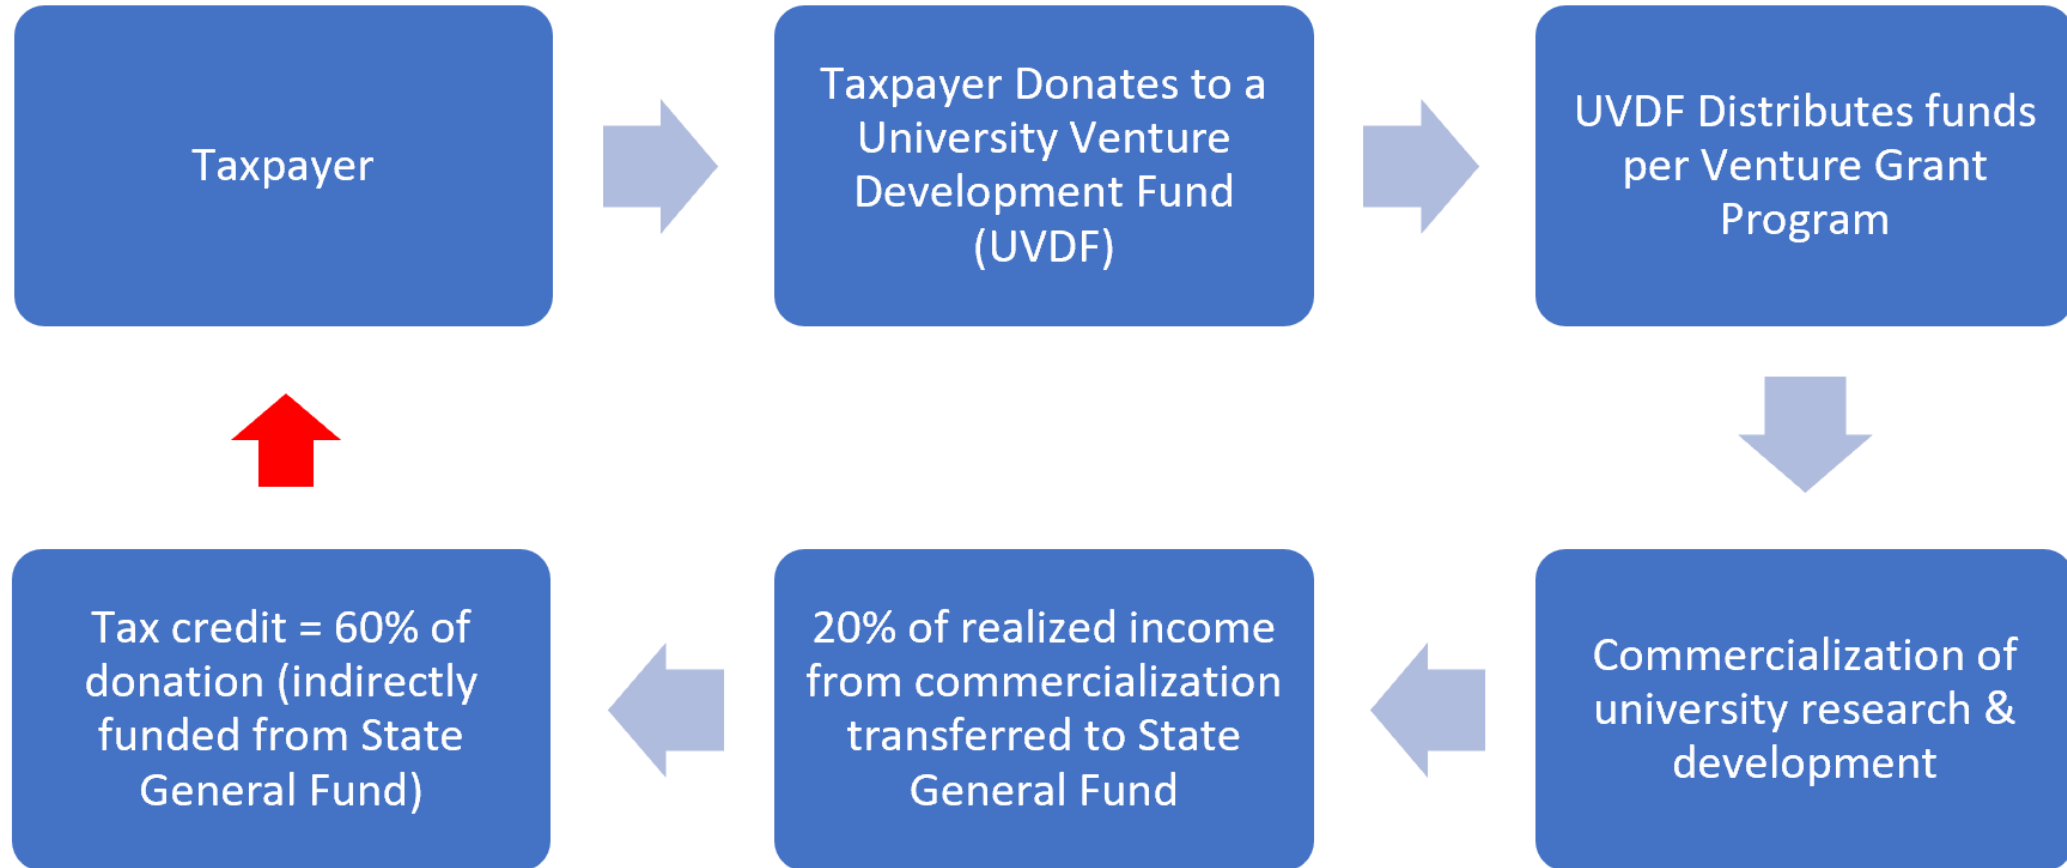 Taxpayer
Taxpayer Donates to a
University Venture
Development Fund
(UVDF)
UVDF Distributes funds
per Venture Grant
Program
Commercialization of
university research &
development
20% of realized income
from commercialization
transferred to State
General Fund
Tax credit = 60% of
donation (indirectly
funded from State
General Fund)